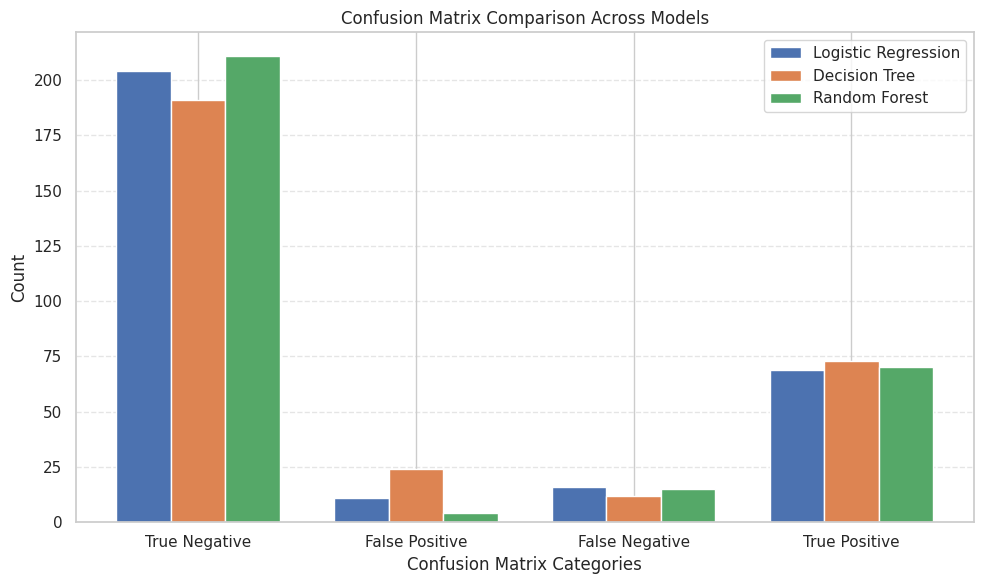 Confusion Matrix Comparison Across Models
Logistic Regression
Decision Tree
Random Forest
Count
200
175
150
125
100
75
50
25
0
True Negative
False Positive
False Negative
True Positive
Confusion Matrix Categories